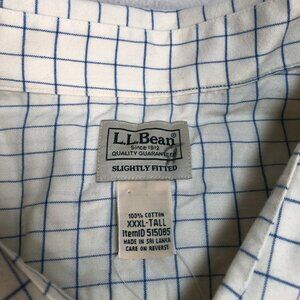 L.L.Bean®
Since 1912
QUALITY GUARANTEED
SLIGHTLY FITTED
100% COTTON
XXXL-TALL
ItemID 515085
MADE IN SRI LANKA
CARE ON REVERSE